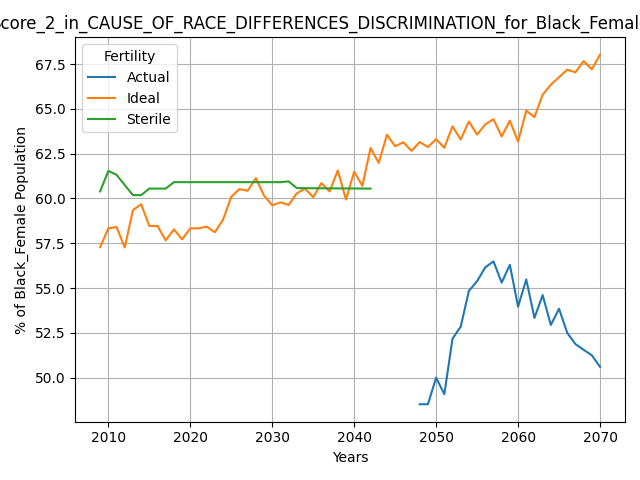 core_2_in_CAUSE_OF_RACE_DIFFERENCES_DISCRIMINATION_for_Black_Femal
Fertility
Actual
Ideal
Sterile
% of Black_Female Population
67.5
65.0
62.5
60.0
57.5
55.0
52.5
50.0
2010 2020 2030 2040 2050 2060 2070
Years